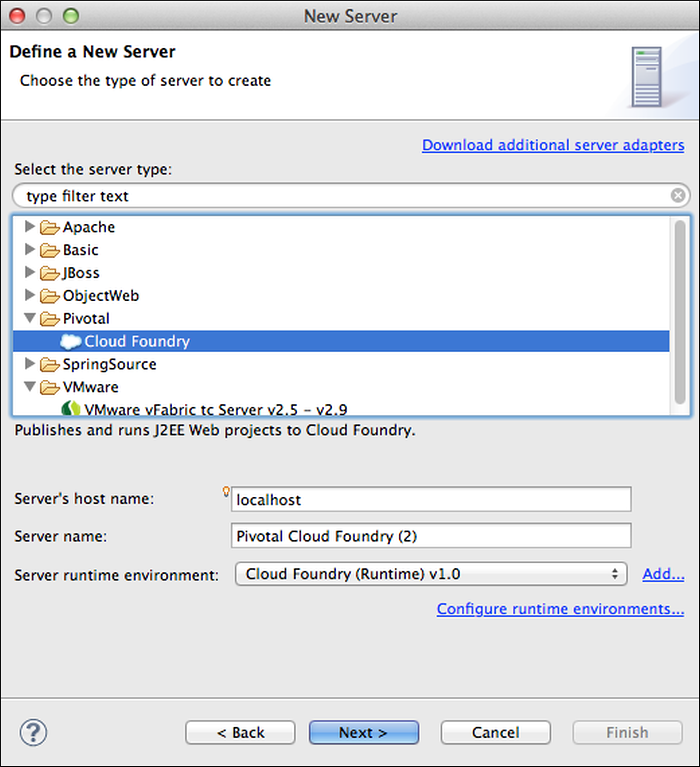 New Server
Define a New Server
Choose the type of server to create
Download additional server adapters
Select the server type:
type filter text
Apache
Basic
JBoss
ObjectWeb
Pivotal
Cloud Foundry
SpringSource
VMware
VMware vFabric tc Server v2.5 - v2.9
Publishes and runs J2EE Web projects to Cloud Foundry.
Server's host name: localhost
Server name: Pivotal Cloud Foundry (2)
Server runtime environment: Cloud Foundry (Runtime) v1.0 Add...
Configure runtime environments...
? < Back Next > Cancel Finish